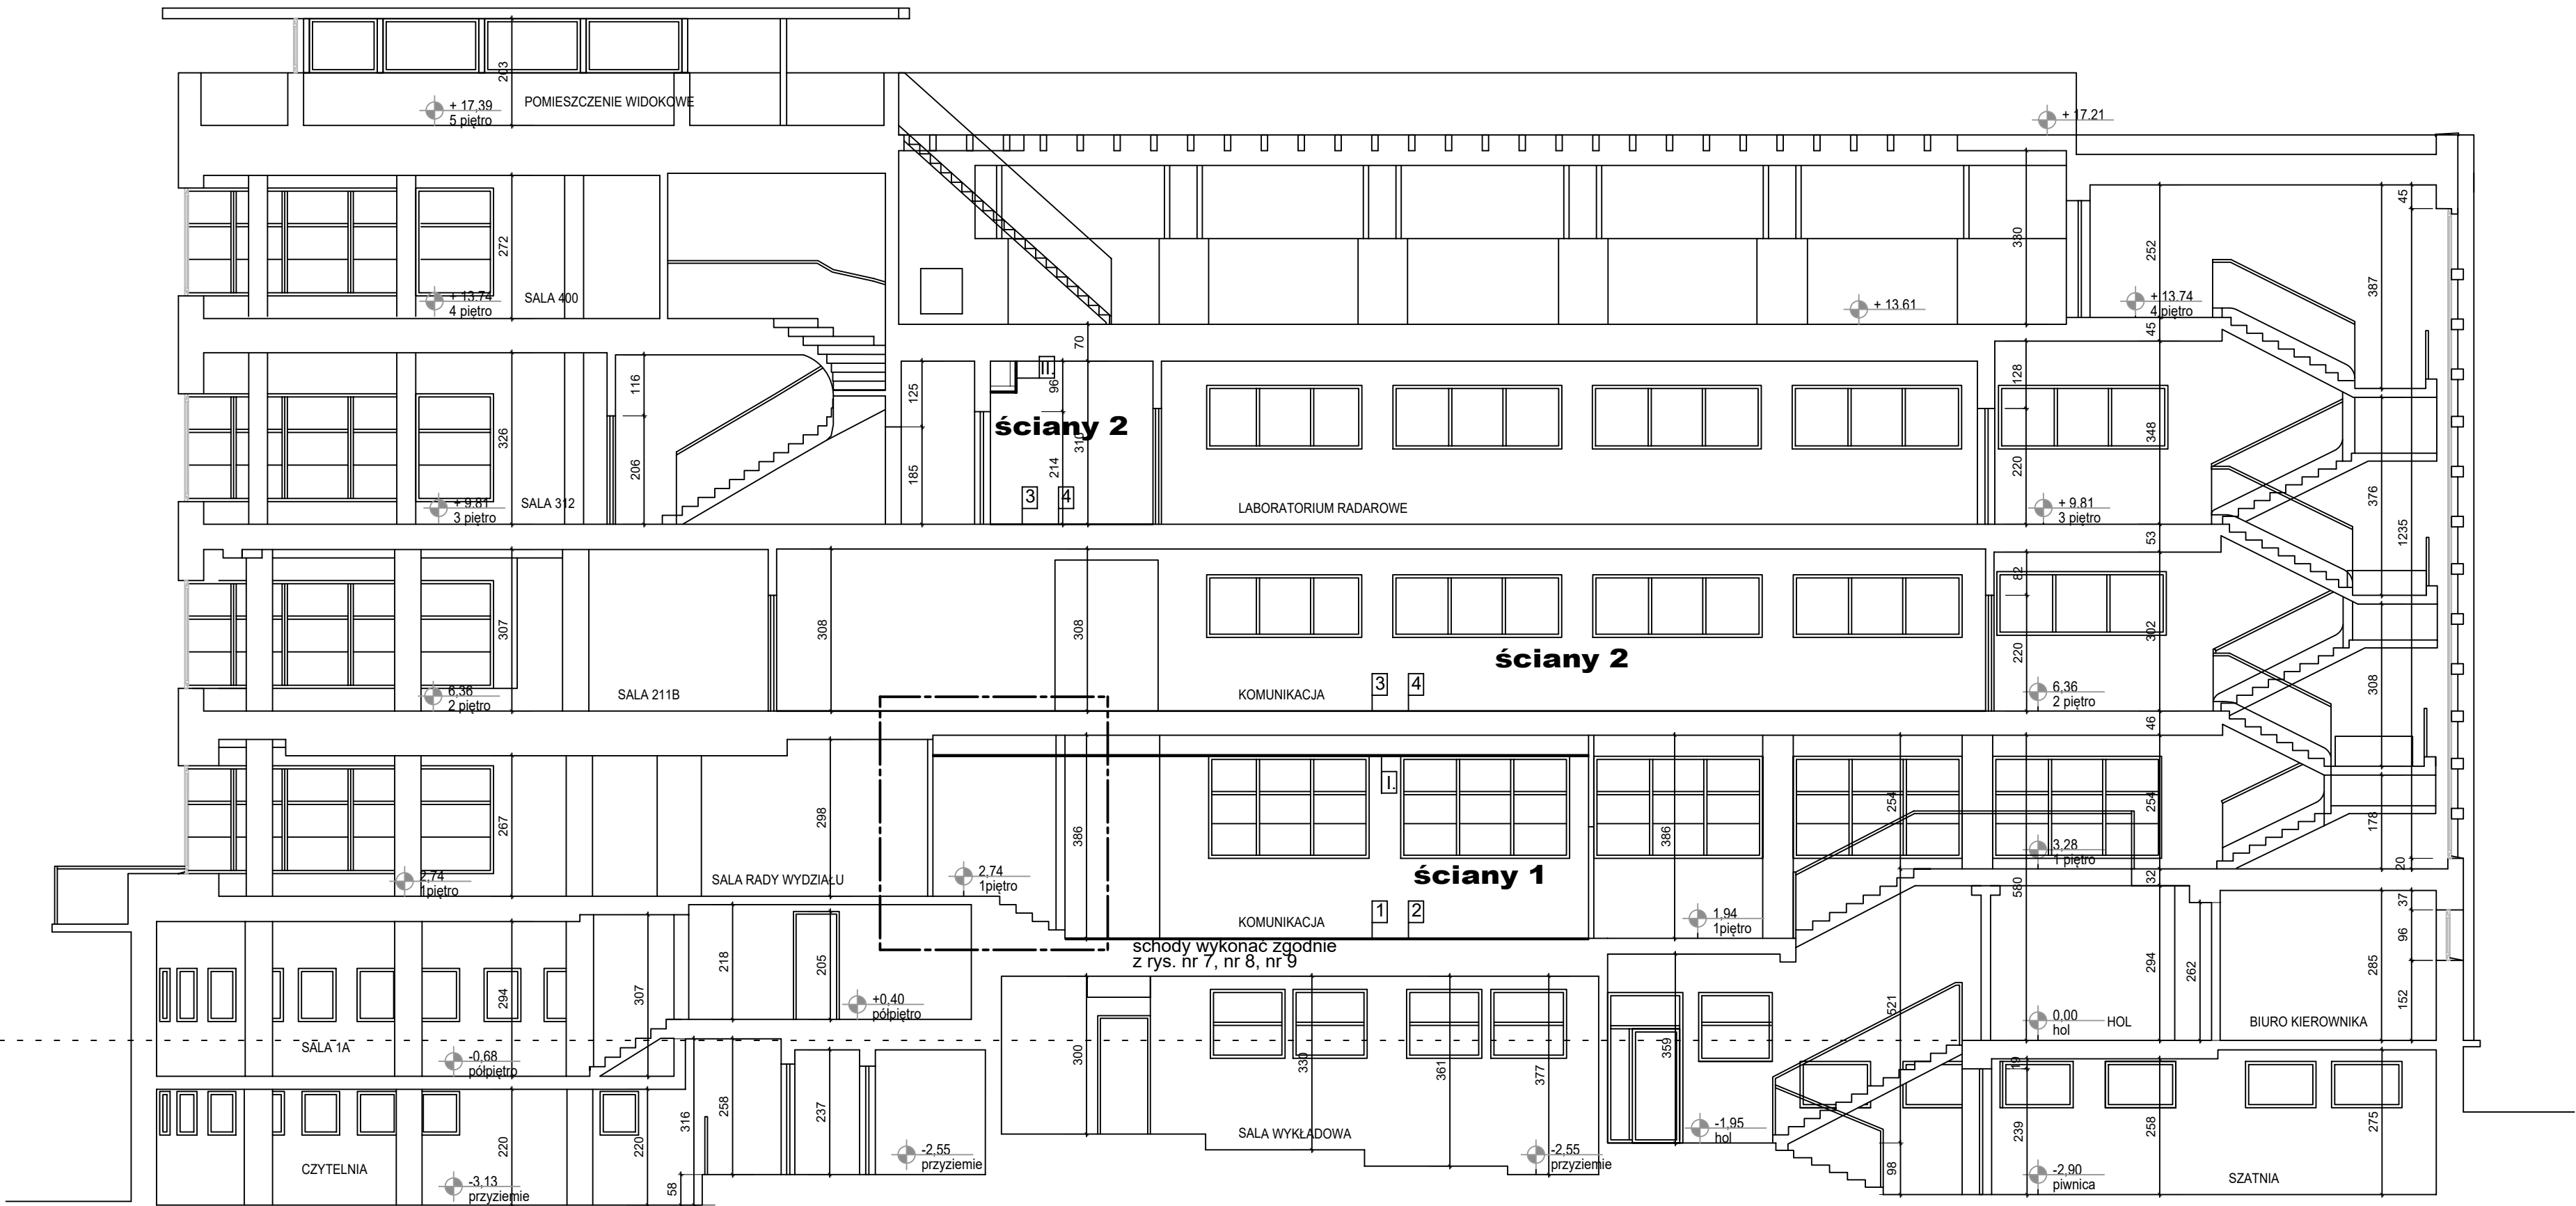 203
POMIESZCZENIE WIDOKOWE
+ 17,39
5 piętro
+ 17.21
272
SALA 400
+ 13.74
4 piętro
330
252
45
387
+ 13.61
+ 13.74
4 piętro
45
70
116
206
326
SALA 312
+ 9.81
3 piętro
125
185
II.
96
ściany 2
310
214
3 4
LABORATORIUM RADAROWE
128
220
348
+ 9.81
3 piętro
376
1235
53
307
6,36
2 piętro
SALA 211B
308
308
ściany 2
KOMUNIKACJA
3 4
82
220
302
6,36
2 piętro
308
46
267
2,74
1piętro
298
SALA RADY WYDZIAŁU
2,74
1piętro
386
I.
ściany 1
KOMUNIKACJA
1 2
386
254
254
3,28
1 piętro
178
20
32
580
1,94
1piętro
schody wykonać zgodnie
z rys. nr 7, nr 8, nr 9
37
96
152
285
262
294
218
205
307
294
+0,40
półpiętro
SALA 1A
-0,68
półpiętro
300
330
361
377
359
521
0,00
hol
HOL
BIURO KIEROWNIKA
19
258
237
316
220
220
CZYTELNIA
-3,13
przyziemie
58
-2,55
przyziemie
SALA WYKŁADOWA
-2,55
przyziemie
-1,95
hol
98
239
258
275
-2,90
piwnica
SZATNIA